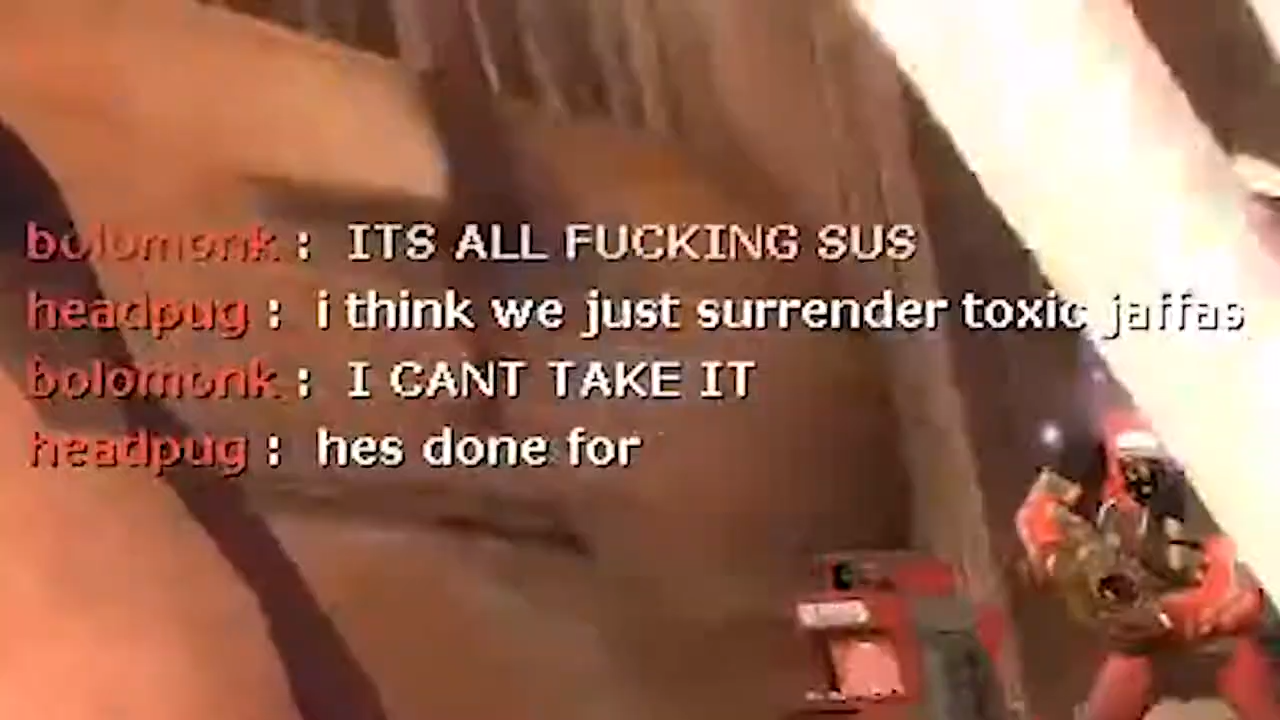 bolomonk : ITS ALL FUCKING SUS
headpug : i think we just surrender toxic jaffas
bolomonk : I CANT TAKE IT
headpug : hes done for